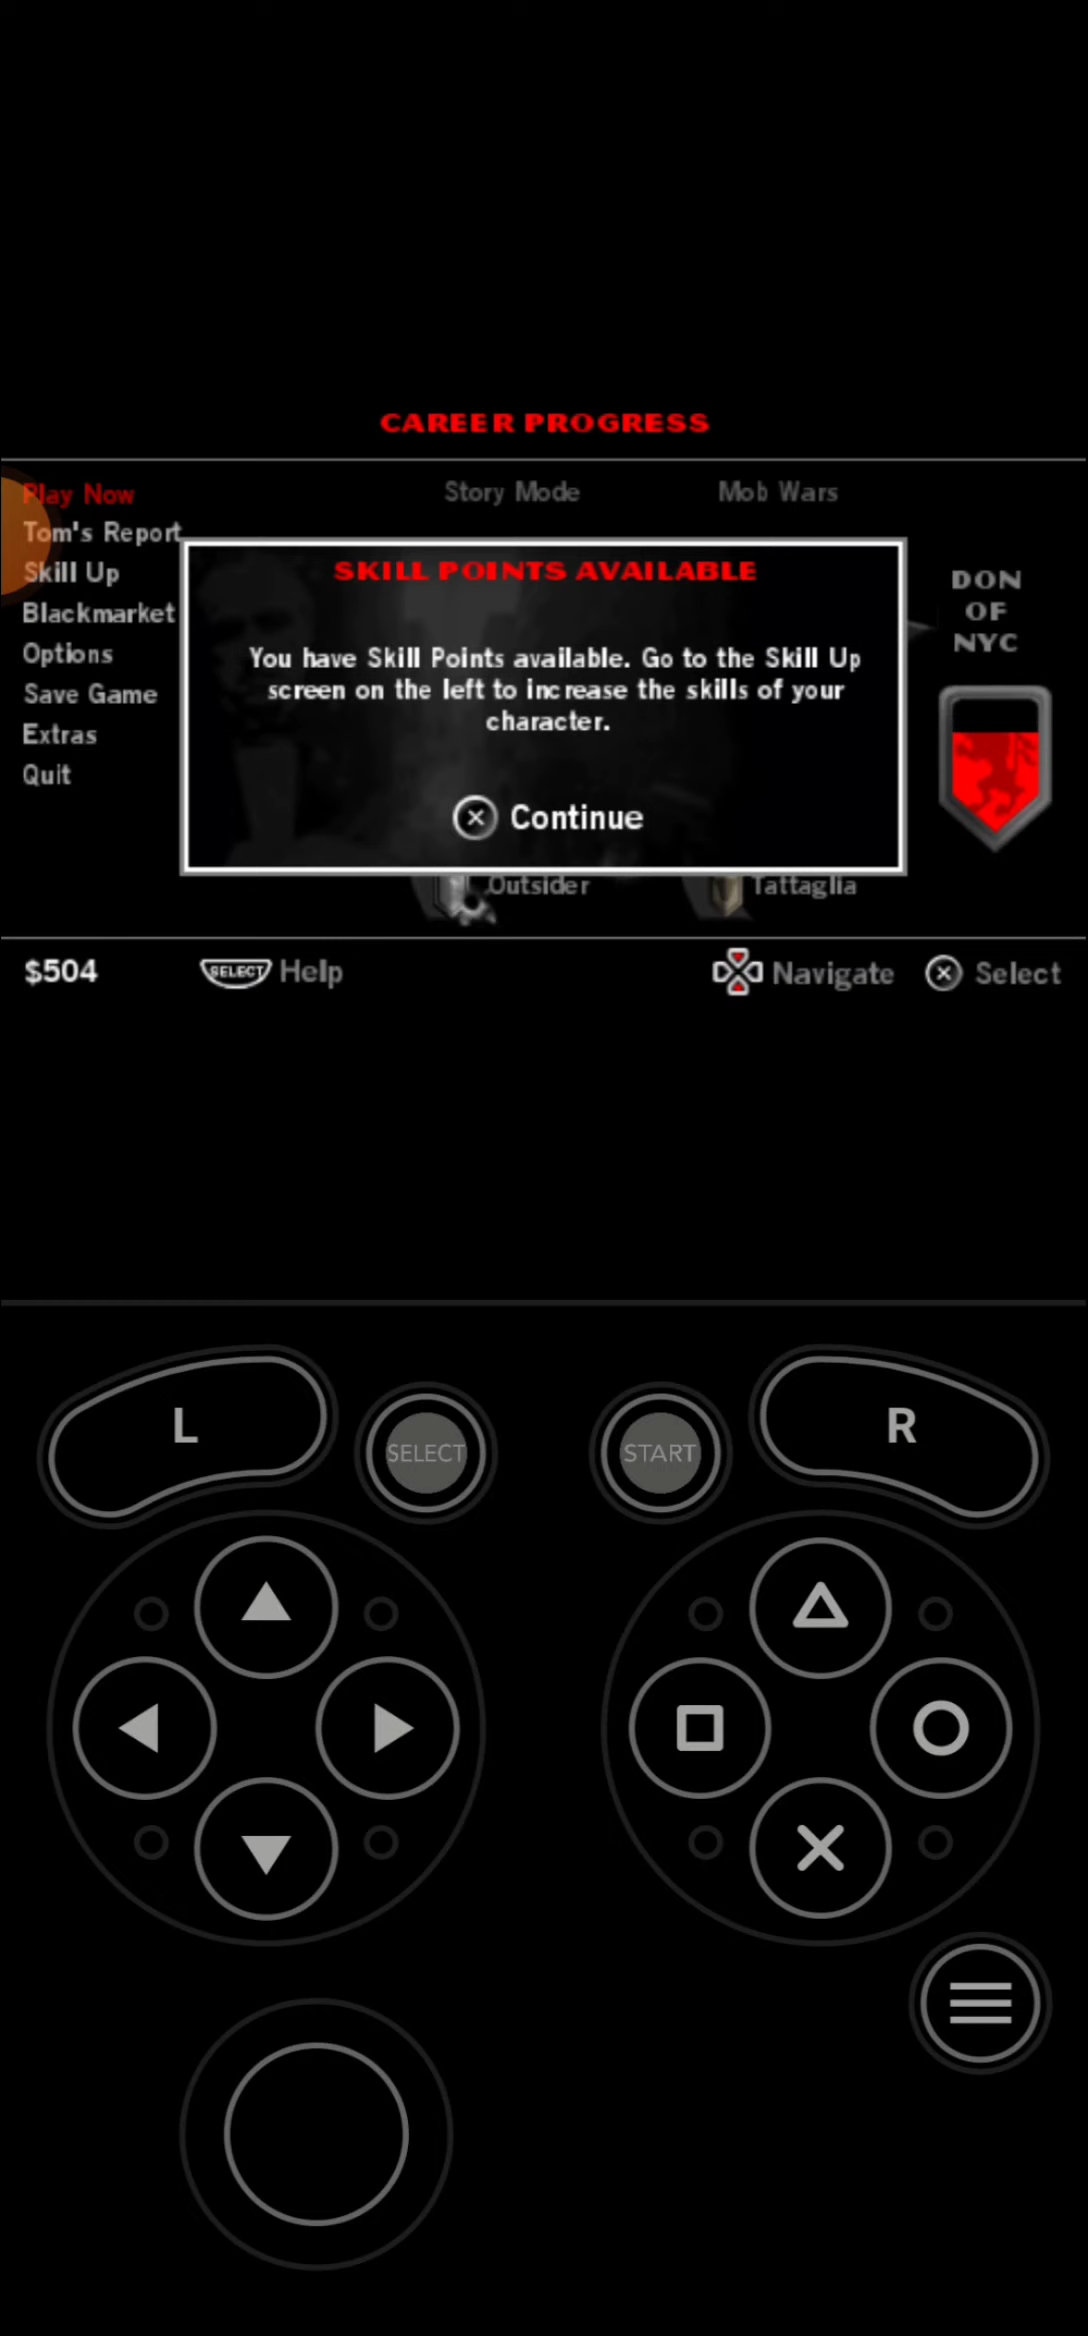 CAREER PROGRESS
Play Now
Story Mode
Mob Wars
Tom's Report
Skill Up
Blackmarket
Options
Save Game
Extras
Quit
SKILL POINTS AVAILABLE
You have Skill Points available. Go to the Skill Up
screen on the left to increase the skills of your
character.
Continue
DON
OF
NYC
Outsider
Tattaglia
$504
SELECT Help
Navigate
Select
L
SELECT
START
R